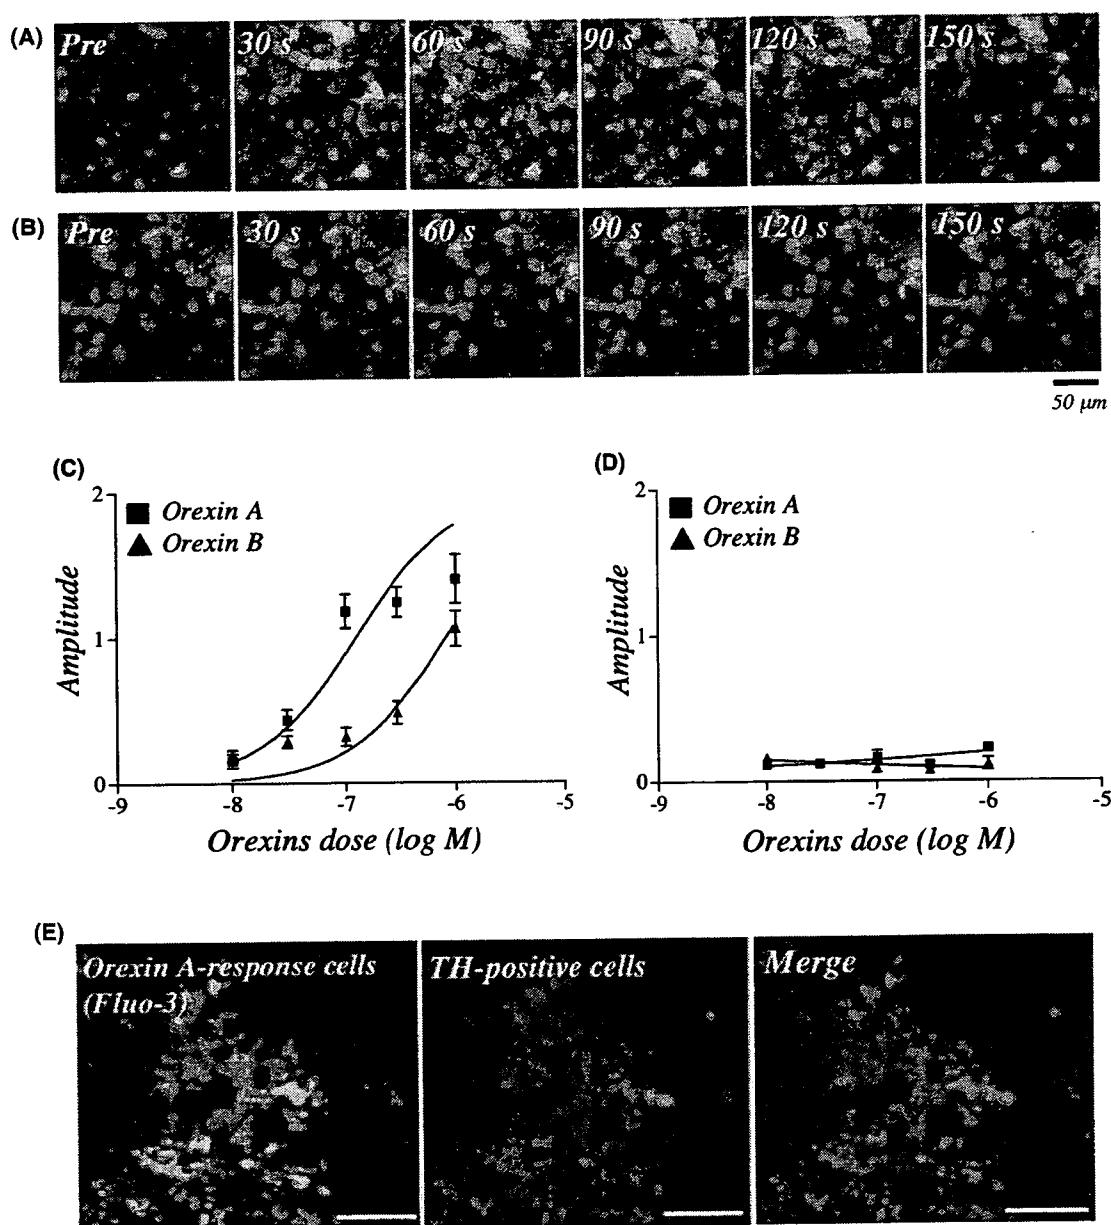 (A)
Pre
30 s
60 s
90 s
120 s
150 s
(B)
Pre
30 s
60 s
90 s
120 s
150 s
50 μm
(C)
2
1
0
-9
-8
-7
-6
-5
Amplitude
Orexins dose (log M)
Orexin A
Orexin B
(D)
2
1
0
-9
-8
-7
-6
-5
Amplitude
Orexins dose (log M)
Orexin A
Orexin B
(E)
Orexin A-response cells
(Fluo-3)
TH-positive cells
Merge